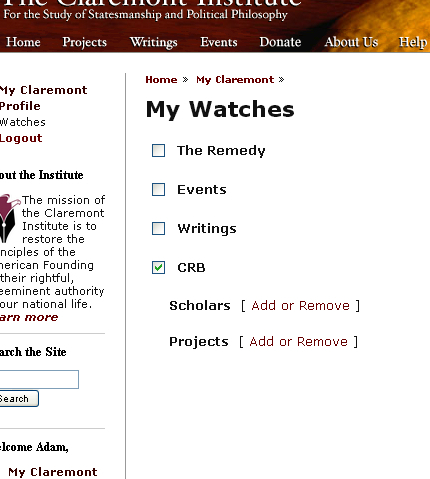 The Claremont Institute
for the Study of Statesmanship and Political Philosophy
Home Projects Writings Events Donate About Us Help
My Claremont
Profile
Watches
Logout
out the Institute
The mission of
the Claremont
Institute is to
restore the
nciples of the
merican Founding
their rightful,
eeminent authority
our national life.
arn more
arch the Site
Search
lcome Adam,
My Claremont
Home » My Claremont »
My Watches
The Remedy
Events
Writings
CRB
Scholars [ Add or Remove ]
Projects [ Add or Remove ]